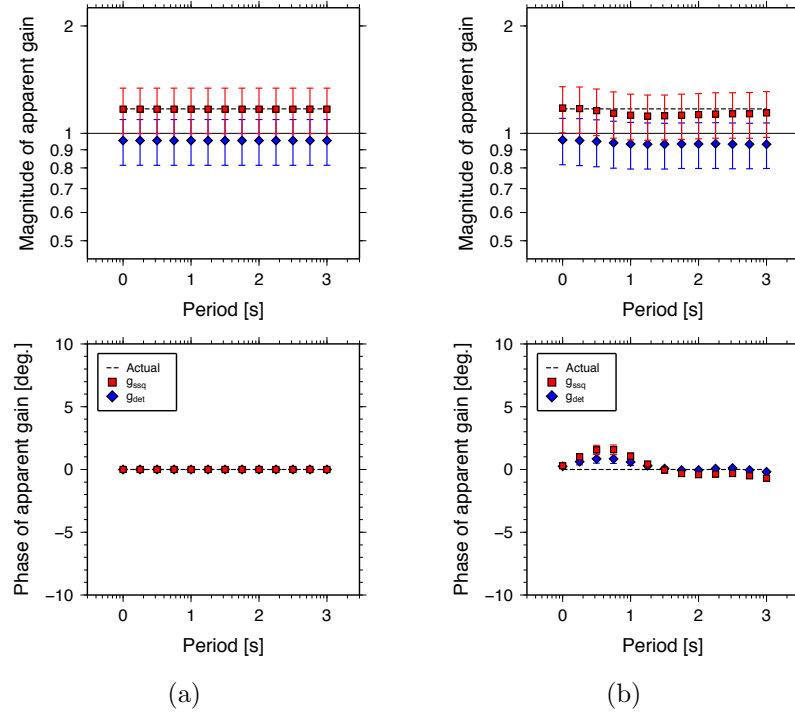 2
1
0.9
0.8
0.7
0.6
0.5
Magnitude of apparent gain
0 1 2 3
Period [s]
2
1
0.9
0.8
0.7
0.6
0.5
Magnitude of apparent gain
0 1 2 3
Period [s]
10
5
0
−5
−10
Phase of apparent gain [deg.]
Actual
gssq
gdet
0 1 2 3
Period [s]
(a)
10
5
0
−5
−10
Phase of apparent gain [deg.]
Actual
gssq
gdet
0 1 2 3
Period [s]
(b)